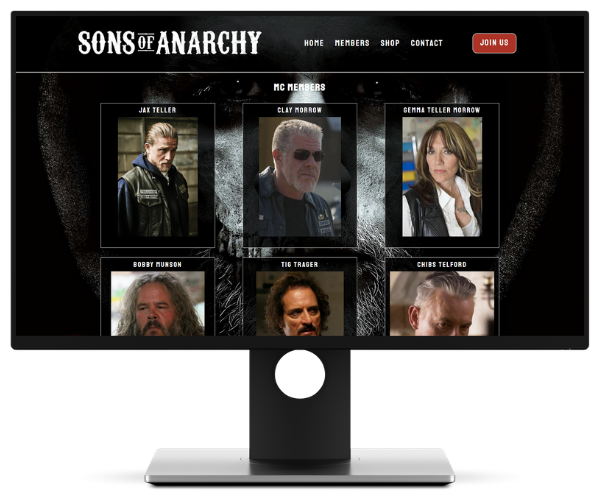 SONS OF ANARCHY
HOME MEMBERS SHOP CONTACT JOIN US
MC MEMBERS
JAX TELLER CLAY MORROW GEMMA TELLER MORROW
BOBBY MUNSON TIG TRAGER CHIBS TELFORD